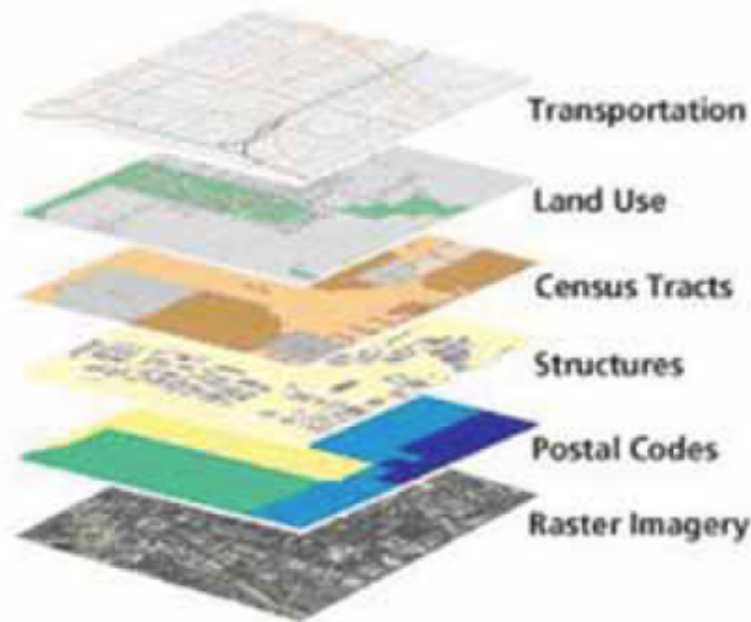 Transportation
Land Use
Census Tracts
Structures
Postal Codes
Raster Imagery